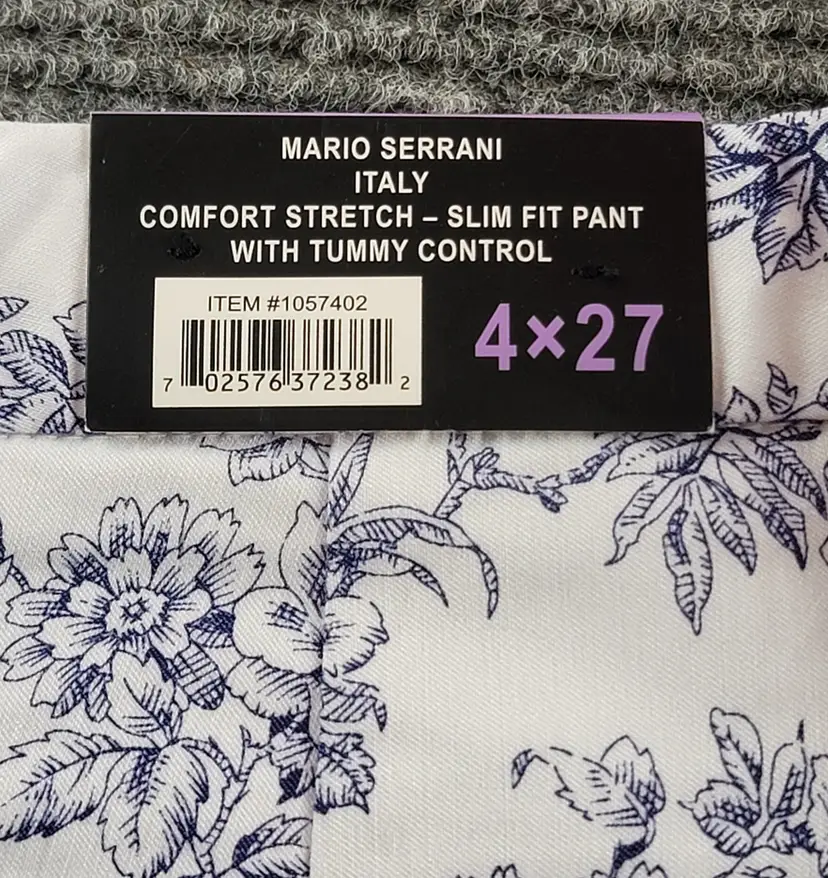 MARIO SERRANI
ITALY
COMFORT STRETCH – SLIM FIT PANT
WITH TUMMY CONTROL
ITEM #1057402
4×27
7 02576 37238 2